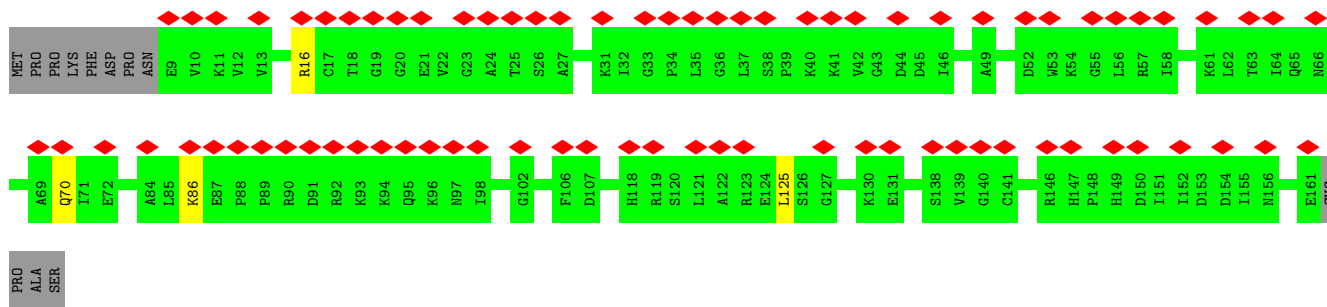 MET PRO PRO LYS PHE ASP PRO ASN E9 V10 K11 V12 V13 R16 C17 T18 G19 G20 E21 V22 G23 A24 T25 S26 A27 K31 I32 G33 P34 L35 G36 L37 S38 P39 K40 K41 V42 G43 D44 D45 I46 A49 D52 W53 K54 G55 L56 R57 I58 K61 L62 T63 I64 Q65 N66
A69 Q70 I71 E72 A84 L85 K86 E87 P88 P89 R90 D91 R92 K93 K94 Q95 K96 N97 I98 G102 F106 D107 H118 R119 S120 L121 A122 R123 E124 L125 S126 G127 K130 E131 S138 V139 G140 C141 R146 H147 P148 H149 D150 I151 I152 D153 D154 I155 N156 E161
PRO ALA SER